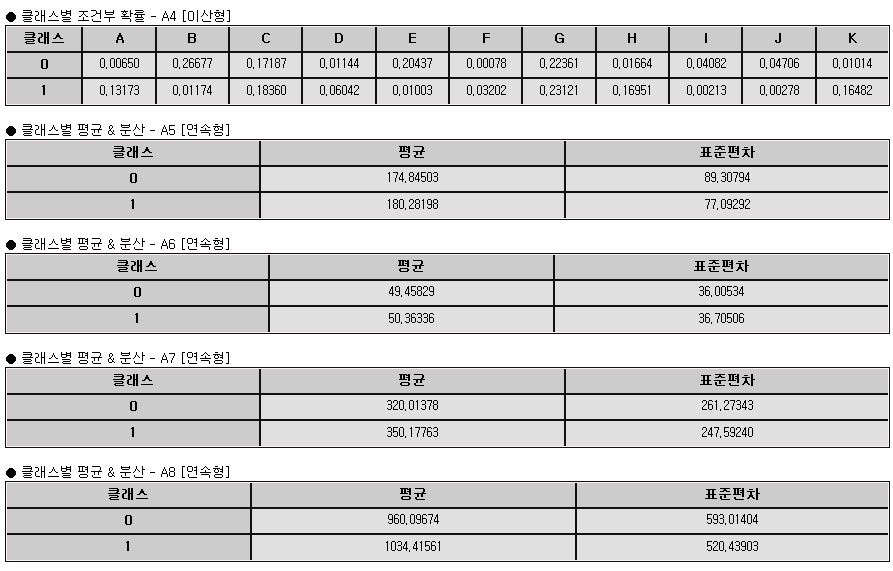 ● 클래스별 조건부 확률 - A4 [이산형]
클래스 A B C D E F G H I J K
0 0,00650 0,26677 0,17187 0,01144 0,20437 0,00078 0,22361 0,01664 0,04082 0,04706 0,01014
1 0,13173 0,01174 0,18360 0,06042 0,01003 0,03202 0,23121 0,16951 0,00213 0,00278 0,16482
● 클래스별 평균 & 분산 - A5 [연속형]
클래스 평균 표준편차
0 174,84503 89,30794
1 180,28198 77,09292
● 클래스별 평균 & 분산 - A6 [연속형]
클래스 평균 표준편차
0 49,45829 36,00534
1 50,36336 36,70506
● 클래스별 평균 & 분산 - A7 [연속형]
클래스 평균 표준편차
0 320,01378 261,27343
1 350,17763 247,59240
● 클래스별 평균 & 분산 - A8 [연속형]
클래스 평균 표준편차
0 960,09674 593,01404
1 1034,41561 520,43903